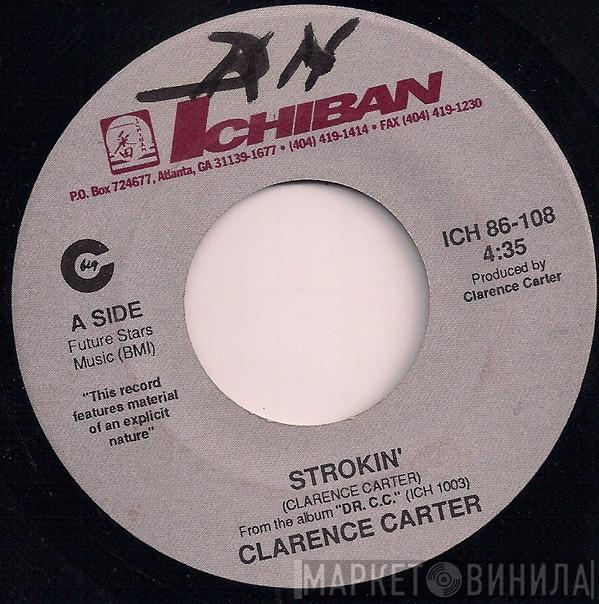 ICHIBAN
P.O. Box 724677, Atlanta, GA 31139-1677 • (404) 419-1414 • FAX (404) 419-1230
ICH 86-108
4:35
Produced by
Clarence Carter
A SIDE
Future Stars
Music (BMI)
"This record
features material
of an explicit
nature"
STROKIN'
(CLARENCE CARTER)
From the album "DR. C.C." (ICH 1003)
CLARENCE CARTER
МАРКЕТ ВИНИЛА